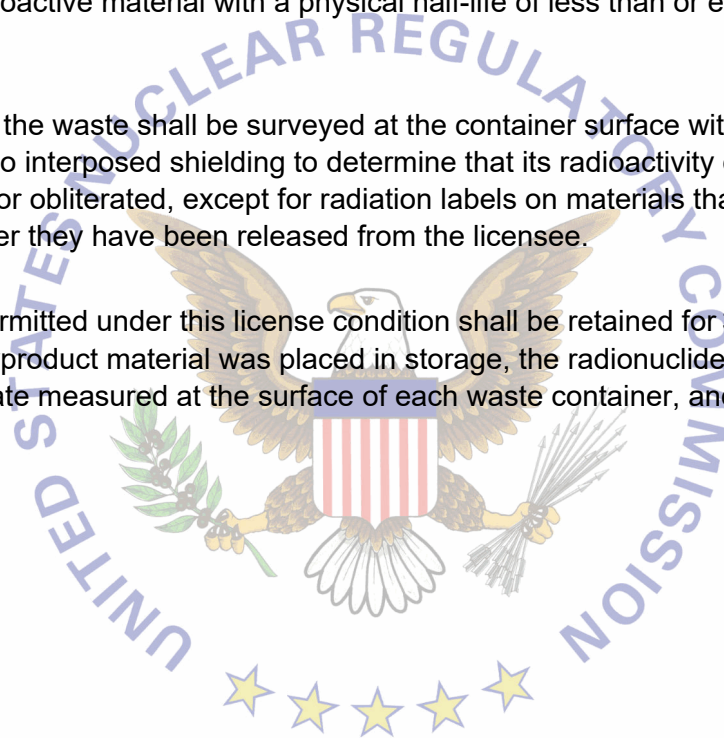 UNITED STATES NUCLEAR REGULATORY COMMISSION
oactive material with a physical half-life of less than or e
the waste shall be surveyed at the container surface wit
o interposed shielding to determine that its radioactivity
or obliterated, except for radiation labels on materials tha
er they have been released from the licensee.
rmitted under this license condition shall be retained for
product material was placed in storage, the radionuclide
ate measured at the surface of each waste container, and